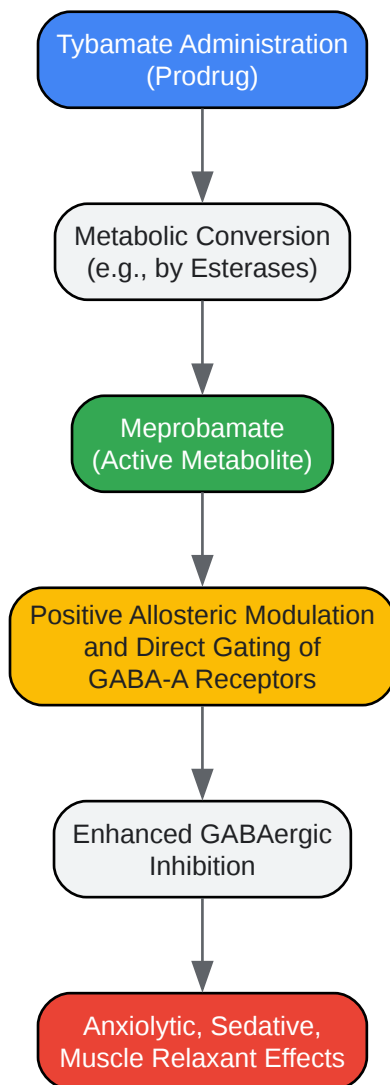 Tybamate Administration
(Prodrug)
Metabolic Conversion
(e.g., by Esterases)
Meprobamate
(Active Metabolite)
Positive Allosteric Modulation
and Direct Gating of
GABA-A Receptors
Enhanced GABAergic
Inhibition
Anxiolytic, Sedative,
Muscle Relaxant Effects